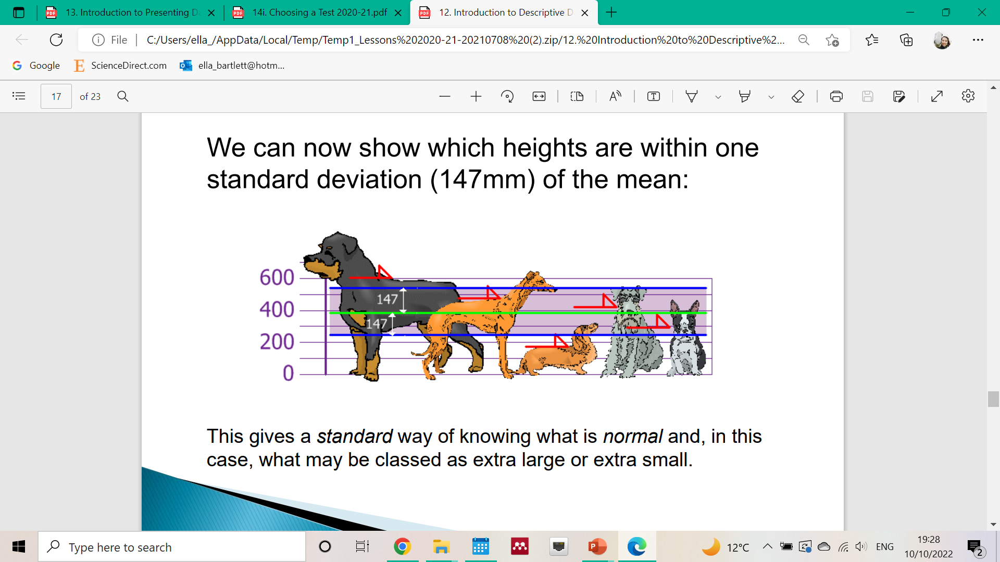 13. Introduction to Presenting Da
14i. Choosing a Test 2020-21.pdf
12. Introduction to Descriptive D
File
C:/Users/ella_/AppData/Local/Temp/Temp1_Lessons%202020-21-20210708%20(2).zip/12.%20Introduction%20to%20Descriptive%2...
Google
ScienceDirect.com
ella_bartlett@hotm...
17
of 23
We can now show which heights are within one
standard deviation (147mm) of the mean:
600
400
200
0
147
147
This gives a standard way of knowing what is normal and, in this
case, what may be classed as extra large or extra small.
Type here to search
12°C
ENG
19:28
10/10/2022
2